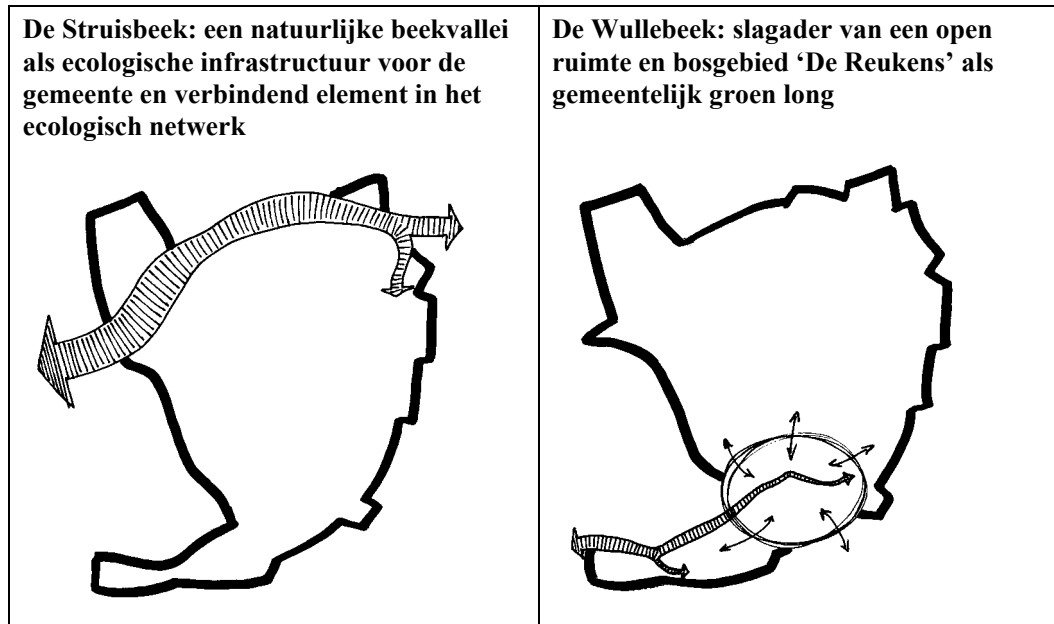 De Struisbeek: een natuurlijke beekvallei
als ecologische infrastructuur voor de
gemeente en verbindend element in het
ecologisch netwerk
De Wullebeek: slagader van een open
ruimte en bosgebied ‘De Reukens’ als
gemeentelijk groen long